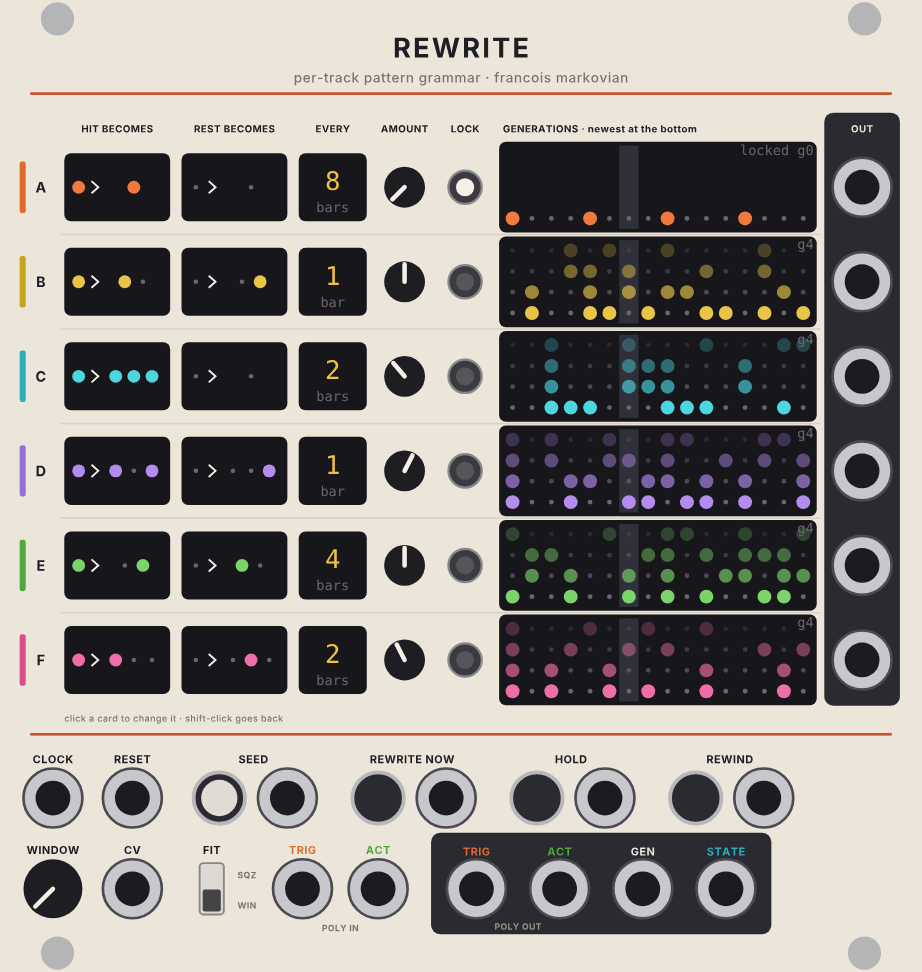 REWRITE
per-track pattern grammar · francois markovian
HIT BECOMES REST BECOMES EVERY AMOUNT LOCK GENERATIONS · newest at the bottom OUT
A 8 bars locked g0
B 1 bar g4
C 2 bars g4
D 1 bar g4
E 4 bars g4
F 2 bars g4
click a card to change it · shift-click goes back
CLOCK RESET SEED REWRITE NOW HOLD REWIND
WINDOW CV FIT TRIG ACT TRIG ACT GEN STATE
SQZ
WIN
POLY IN POLY OUT